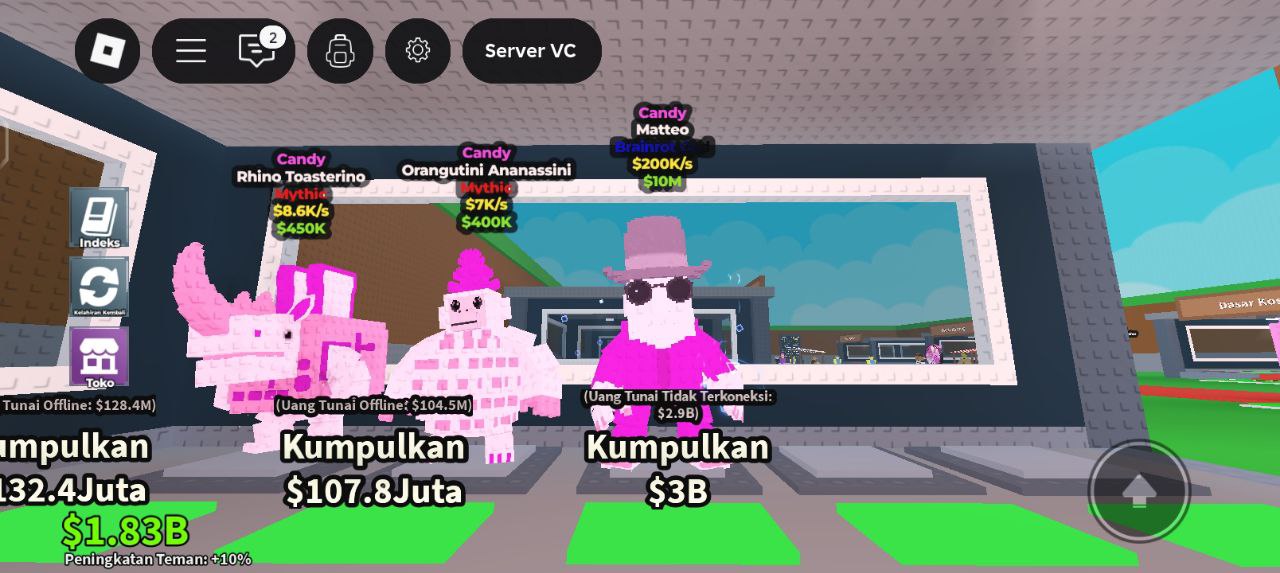 2
Server VC
Candy
Matteo
Brainrot God
$200K/s
$10M
Candy
Rhino Toasterino
Mythic
$8.6K/s
$450K
Candy
Orangutini Ananassini
Mythic
$7K/s
$400K
Indeks
Kelahiran Kembali
Toko
Dasar Kos
Tunai Offline: $128.4M)
umpulkan
132.4Juta
(Uang Tunai Offline: $104.5M)
Kumpulkan
$107.8Juta
(Uang Tunai Tidak Terkoneksi:
$2.9B)
Kumpulkan
$3B
$1.83B
Peningkatan Teman: +10%